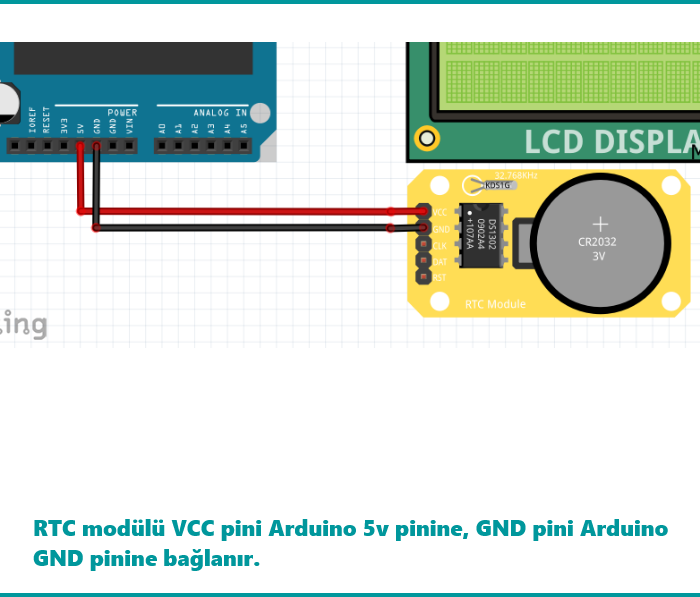 IOREF
RESET
3V3
5V
GND
GND
VIN
POWER
ANALOG IN
A0
A1
A2
A3
A4
A5
LCD DISPLA
M
32.768KHz
KDS1G
VCC
GND
CLK
DAT
RST
DS1302
0902A4
+107AA
CR2032
3V
RTC Module
ing
RTC modülü VCC pini Arduino 5v pinine, GND pini Arduino
GND pinine bağlanır.